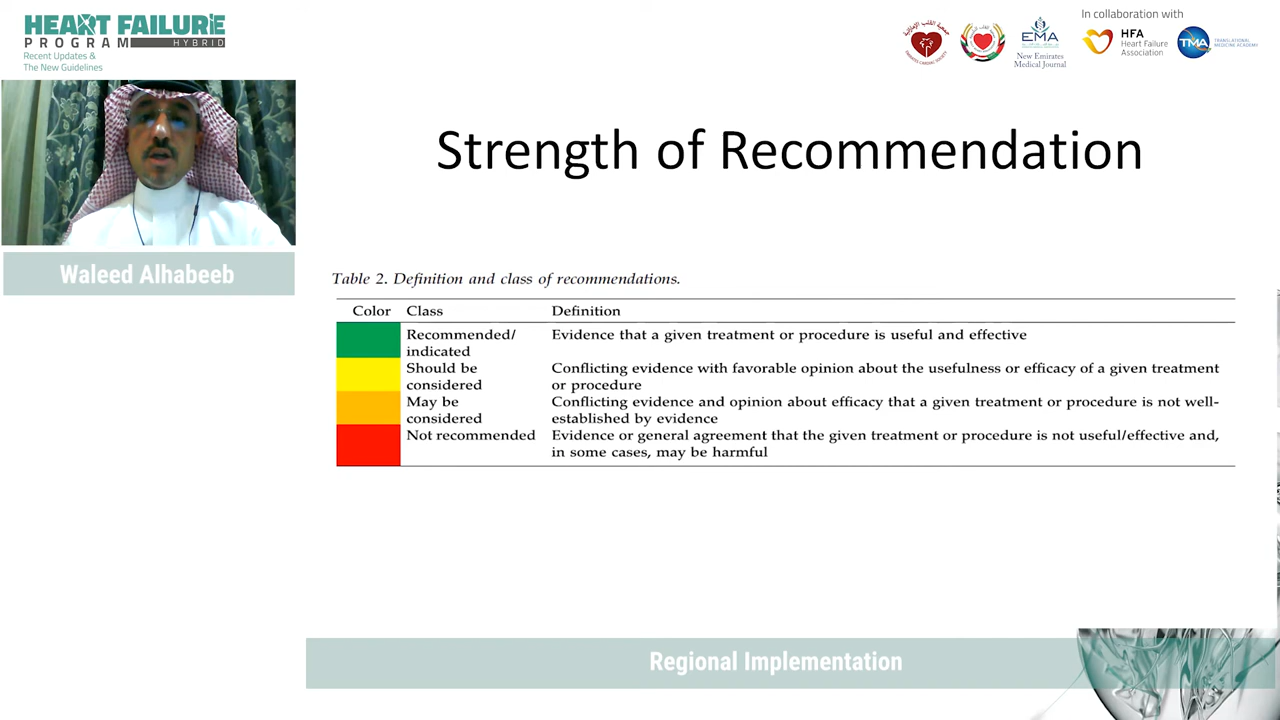 HEART FAILURE
PROGRAM HYBRID
Recent Updates &
The New Guidelines
In collaboration with
EMA
New Emirates
Medical Journal
HFA
Heart Failure
Association
TMA
TRANSLATIONAL
MEDICINE ACADEMY
Waleed Alhabeeb
Strength of Recommendation
Table 2. Definition and class of recommendations.
Color Class Definition
Recommended/ Evidence that a given treatment or procedure is useful and effective
indicated
Should be Conflicting evidence with favorable opinion about the usefulness or efficacy of a given treatment
considered or procedure
May be Conflicting evidence and opinion about efficacy that a given treatment or procedure is not well-
considered established by evidence
Not recommended Evidence or general agreement that the given treatment or procedure is not useful/effective and,
in some cases, may be harmful
Regional Implementation